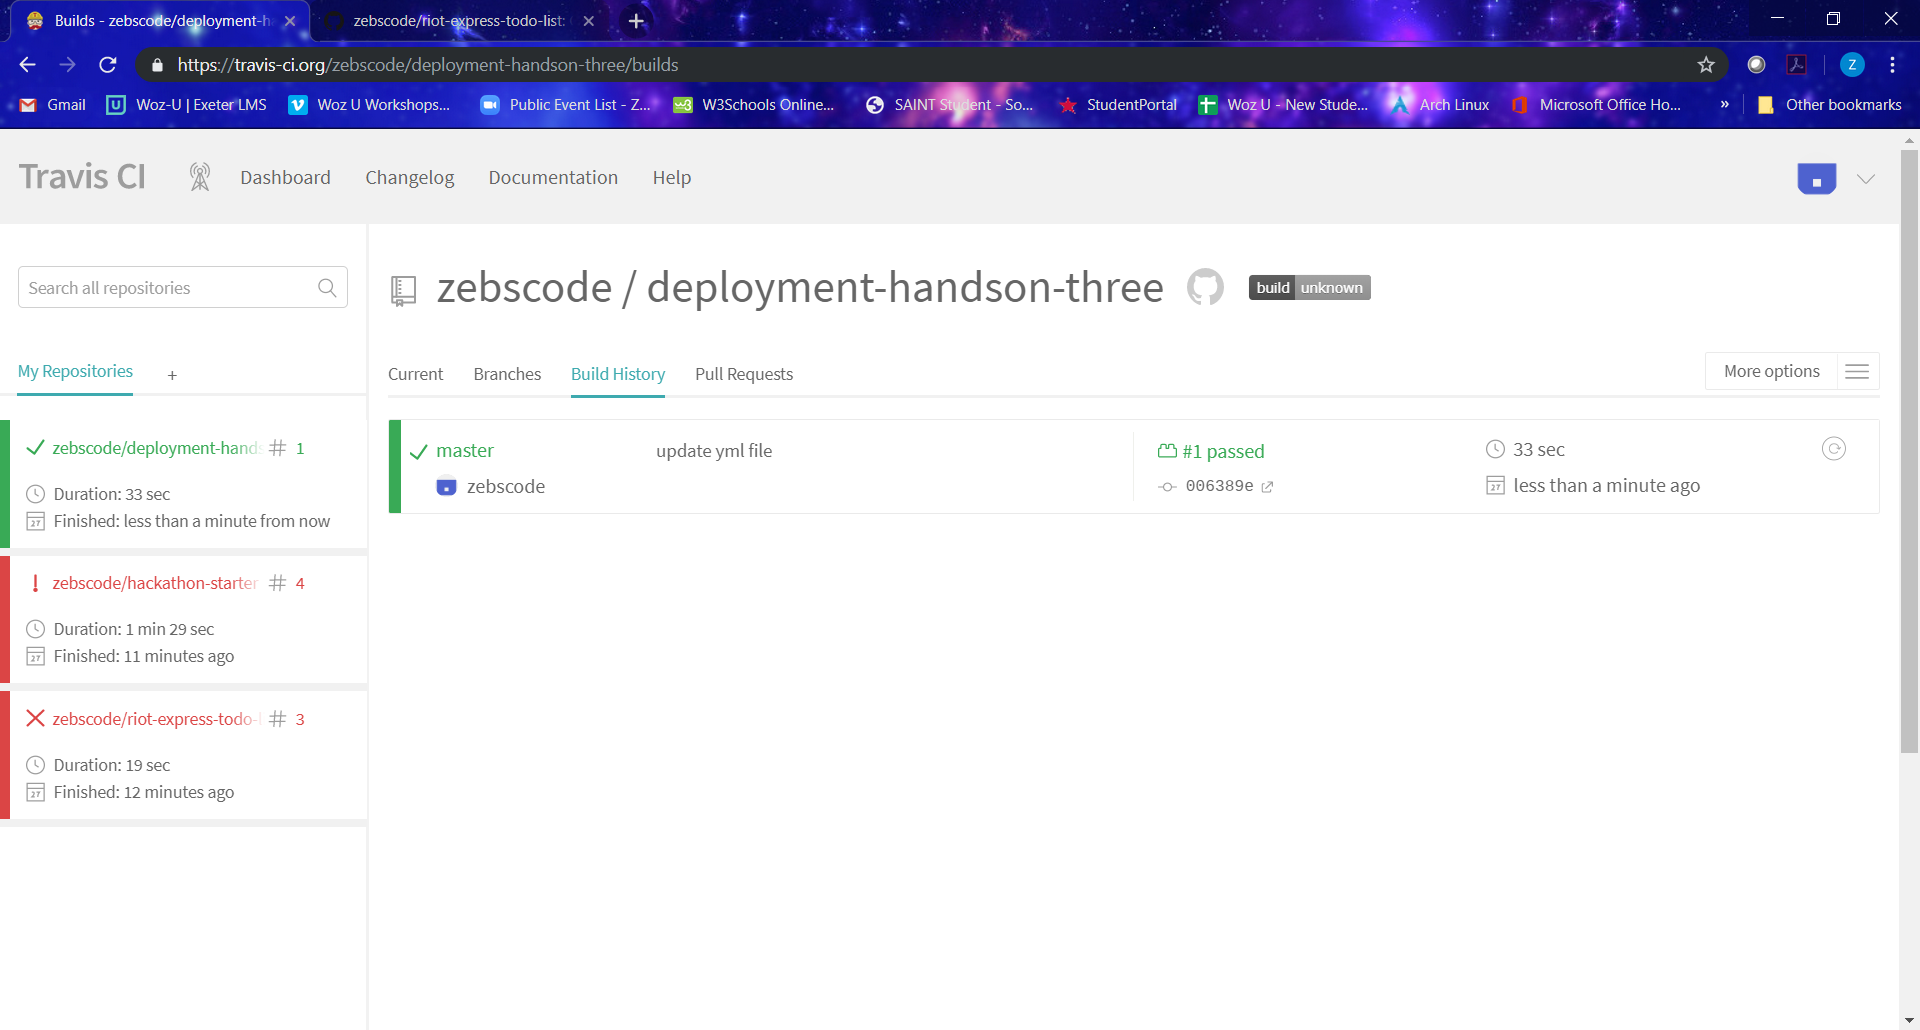 Builds - zebscode/deployment-h
zebscode/riot-express-todo-list:
https://travis-ci.org/zebscode/deployment-handson-three/builds
Z
Gmail
Woz-U | Exeter LMS
Woz U Workshops...
Public Event List - Z...
W3Schools Online...
SAINT Student - So...
StudentPortal
Woz U - New Stude...
Arch Linux
Microsoft Office Ho...
»
Other bookmarks
Travis CI
Dashboard
Changelog
Documentation
Help
Search all repositories
My Repositories
+
zebscode/deployment-hands # 1
Duration: 33 sec
27 Finished: less than a minute from now
! zebscode/hackathon-starter # 4
Duration: 1 min 29 sec
27 Finished: 11 minutes ago
zebscode/riot-express-todo-l # 3
Duration: 19 sec
27 Finished: 12 minutes ago
zebscode / deployment-handson-three
build unknown
Current
Branches
Build History
Pull Requests
More options
master
update yml file
#1 passed
33 sec
zebscode
006389e
27 less than a minute ago